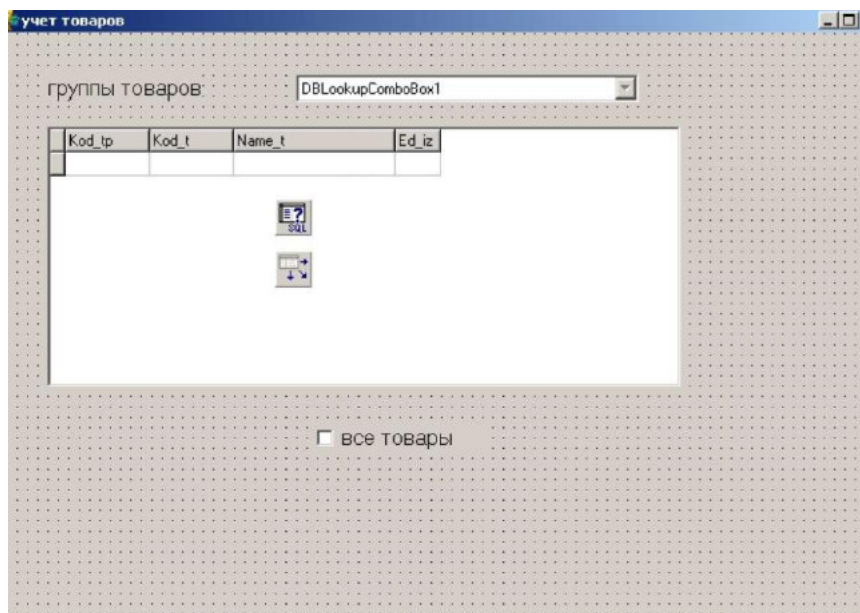 учет товаров
группы товаров: DBLookupComboBox1
Kod_tp Kod_t Name_t Ed_iz
SQL
все товары